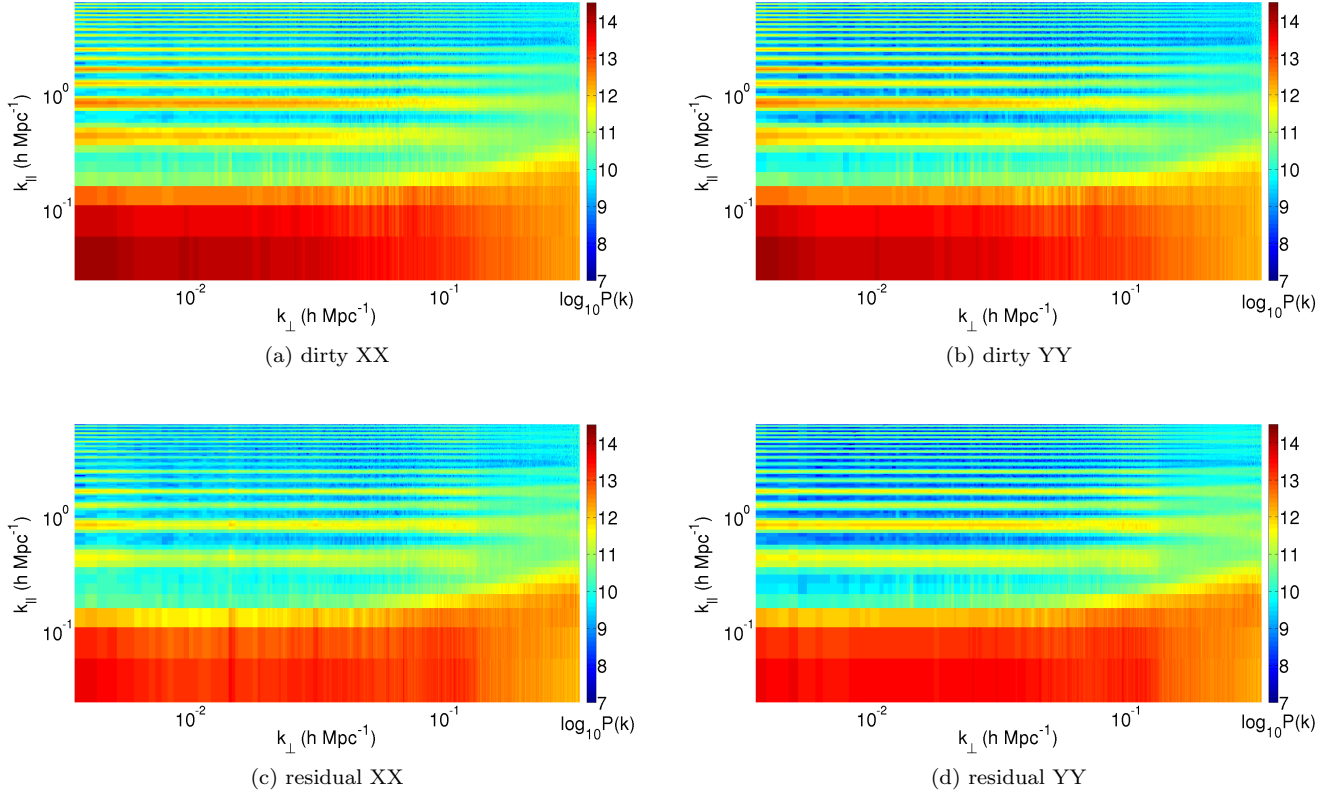 14
13
12
11
10
9
8
7
10⁰
10⁻¹
k∥ (h Mpc⁻¹)
10⁻² 10⁻¹
log₁₀P(k)
k⊥ (h Mpc⁻¹)
(a) dirty XX
14
13
12
11
10
9
8
7
10⁰
10⁻¹
k∥ (h Mpc⁻¹)
10⁻² 10⁻¹
log₁₀P(k)
k⊥ (h Mpc⁻¹)
(b) dirty YY
14
13
12
11
10
9
8
7
10⁰
10⁻¹
k∥ (h Mpc⁻¹)
10⁻² 10⁻¹
log₁₀P(k)
k⊥ (h Mpc⁻¹)
(c) residual XX
14
13
12
11
10
9
8
7
10⁰
10⁻¹
k∥ (h Mpc⁻¹)
10⁻² 10⁻¹
log₁₀P(k)
k⊥ (h Mpc⁻¹)
(d) residual YY